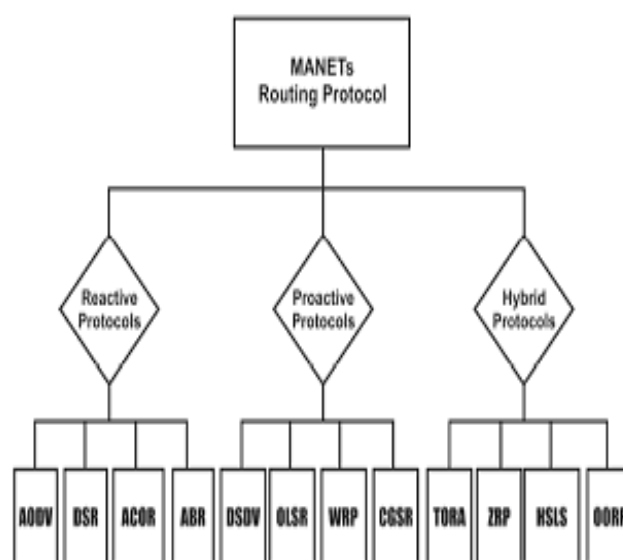 MANETs
Routing Protocol
Reactive
Protocols
Proactive
Protocols
Hybrid
Protocols
AODV DSR ACOR ABR DSDV OLSR WRP CGSR TORA ZRP HSLS